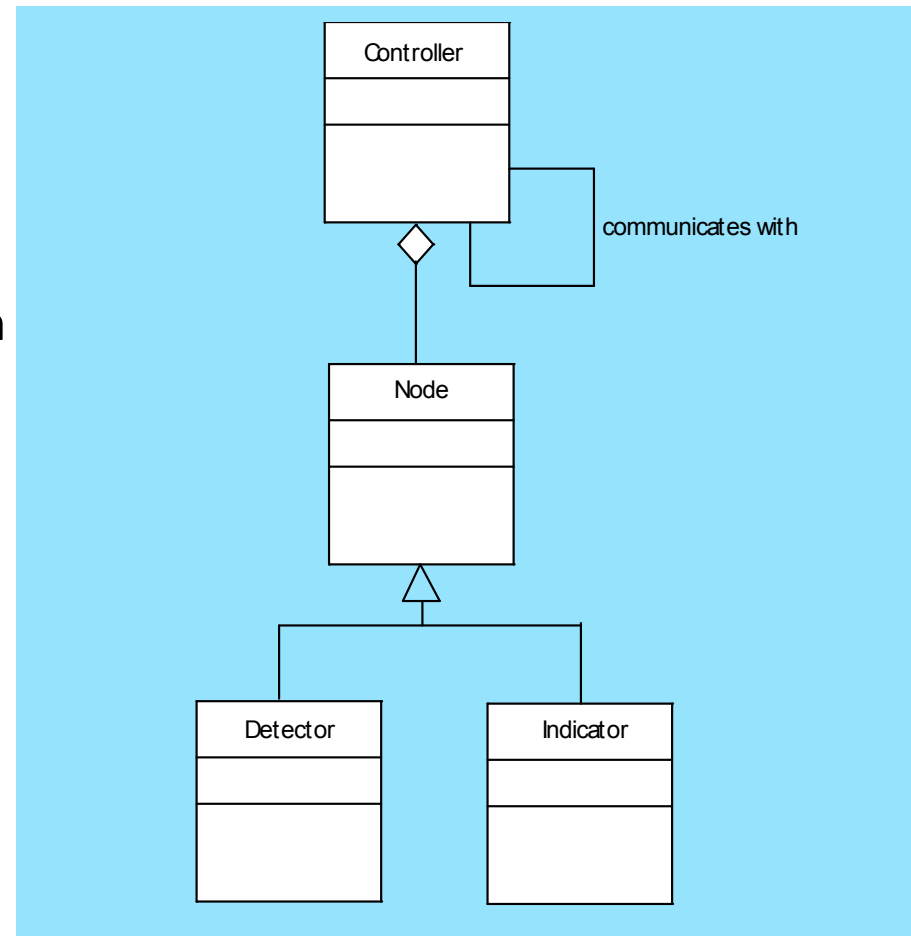 Controller
communicates with
n
Node
Detector
Indicator